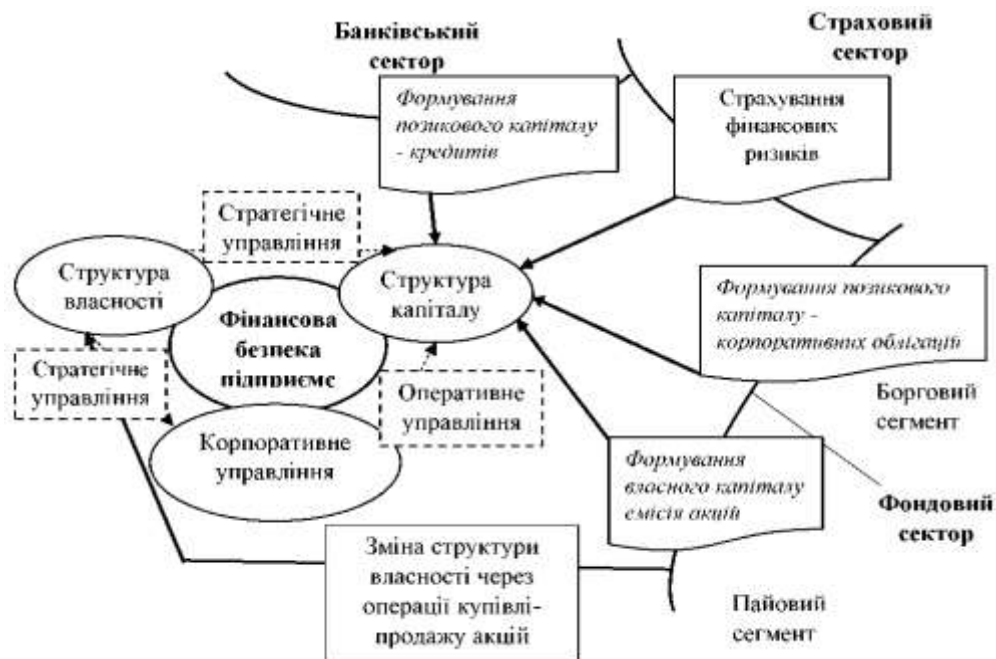 Банківський
сектор
Страховий
сектор
Формування
позикового капіталу
- кредитів
Страхування
фінансових
ризиків
Стратегічне
управління
Структура
власності
Структура
капіталу
Фінансова
безпека
підприємс
Формування позикового
капіталу -
корпоративних облігацій
Стратегічне
управління
Оперативне
управління
Борговий
сегмент
Корпоративне
управління
Формування
власного капіталу
емісія акцій
Фондовий
сектор
Зміна структури
власності через
операції купівлі-
продажу акцій
Пайовий
сегмент